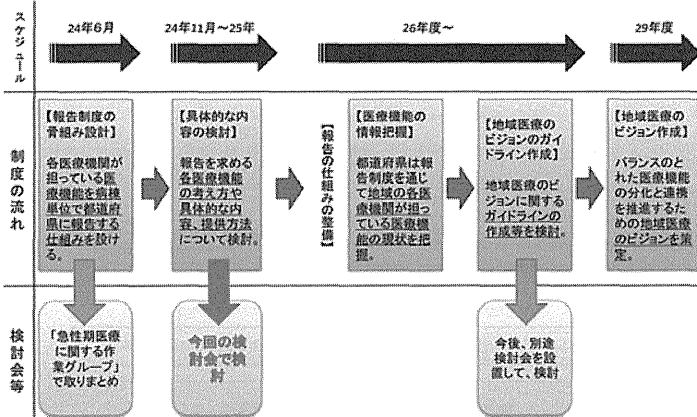 スケジュール
24年6月
24年11月～25年
26年度～
29年度
制度の流れ
【報告制度の
骨組み設計】
各医療機関が
担っている医
療機能を病棟
単位で都道府
県に報告する
仕組みを設け
る。
【具体的な内
容の検討】
報告を求める
各医療機能の
考え方や
具体的な内
容、提供方法
について検討。
【報告の仕組みの整備】
【医療機能の
情報把握】
都道府県は報
告制度を通じ
て地域の各医
療機関が担っ
ている医療機
能の現状を把
握。
【地域医療の
ビジョンのガイ
ドライン作成】
地域医療のビ
ジョンに関する
ガイドラインの
作成等を検討。
【地域医療の
ビジョン作成】
バランスのと
れた医療機能
の分化と連携
を推進するた
めの地域医療
のビジョンを策
定。
検討会等
「急性期医療
に関する作
業グループ」
で取りまとめ
今回の検
討会で検
討
今後、別途
検討会を設
置して、検討